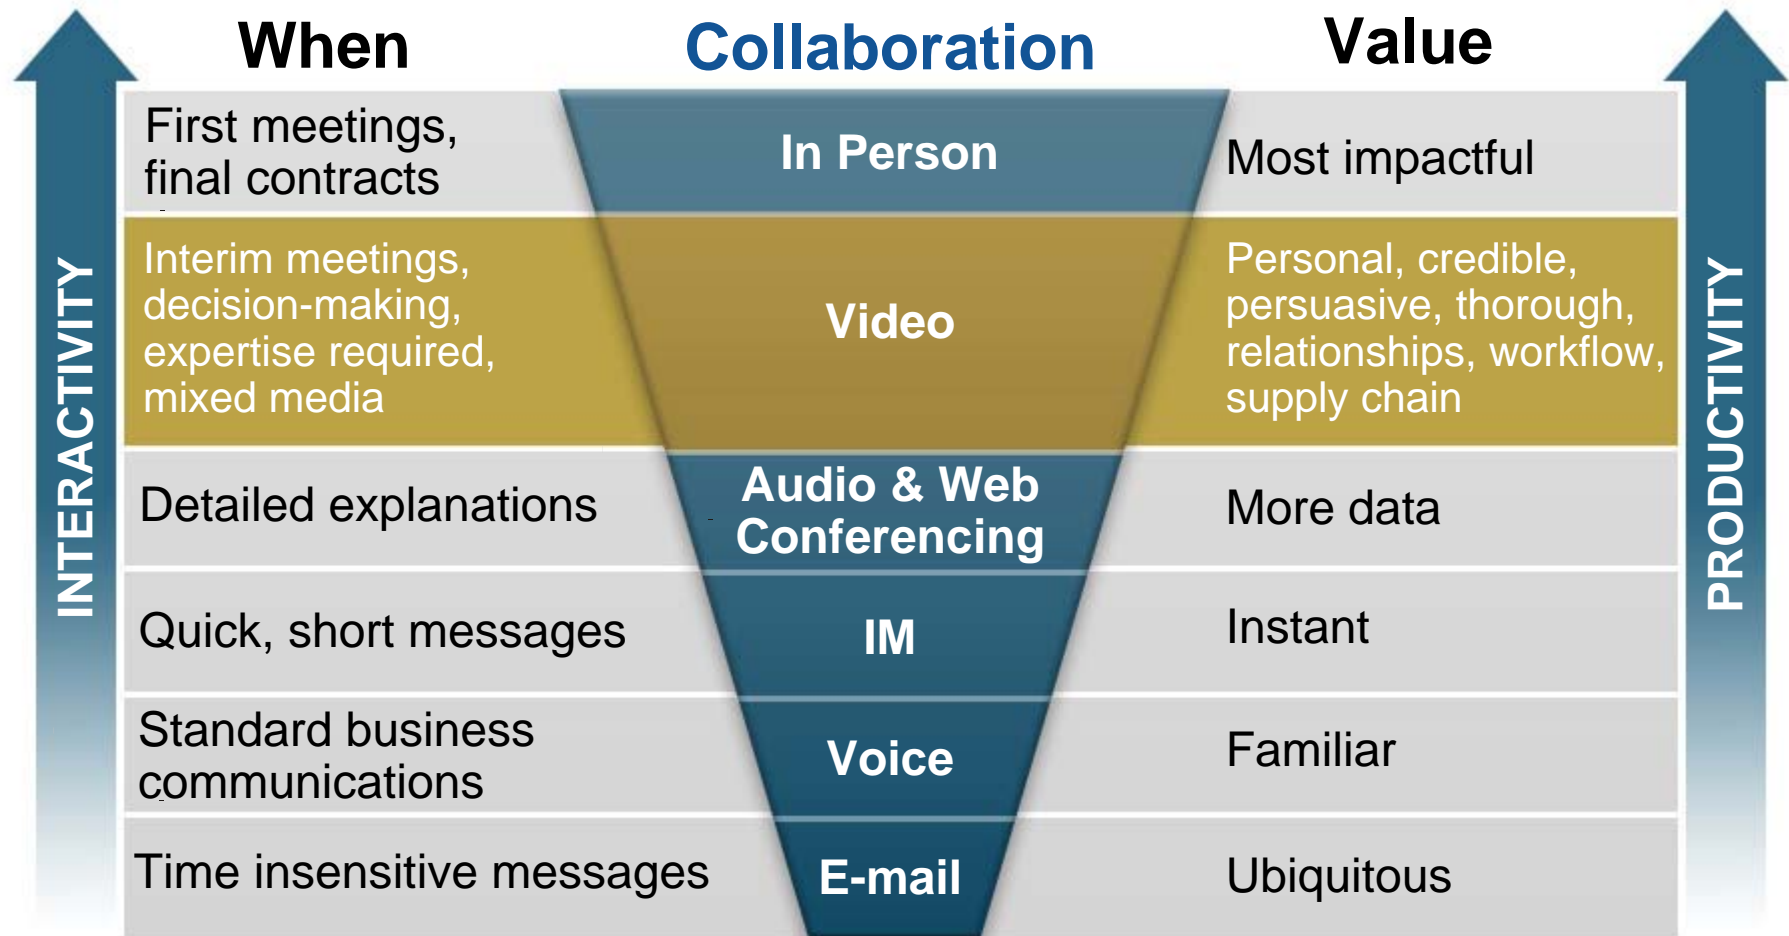 When
Collaboration
Value
First meetings,
final contracts
In Person
Most impactful
Interim meetings,
decision-making,
expertise required,
mixed media
Video
Personal, credible,
persuasive, thorough,
relationships, workflow,
supply chain
Detailed explanations
Audio & Web
Conferencing
More data
Quick, short messages
IM
Instant
Standard business
communications
Voice
Familiar
Time insensitive messages
E-mail
Ubiquitous
INTERACTIVITY
PRODUCTIVITY